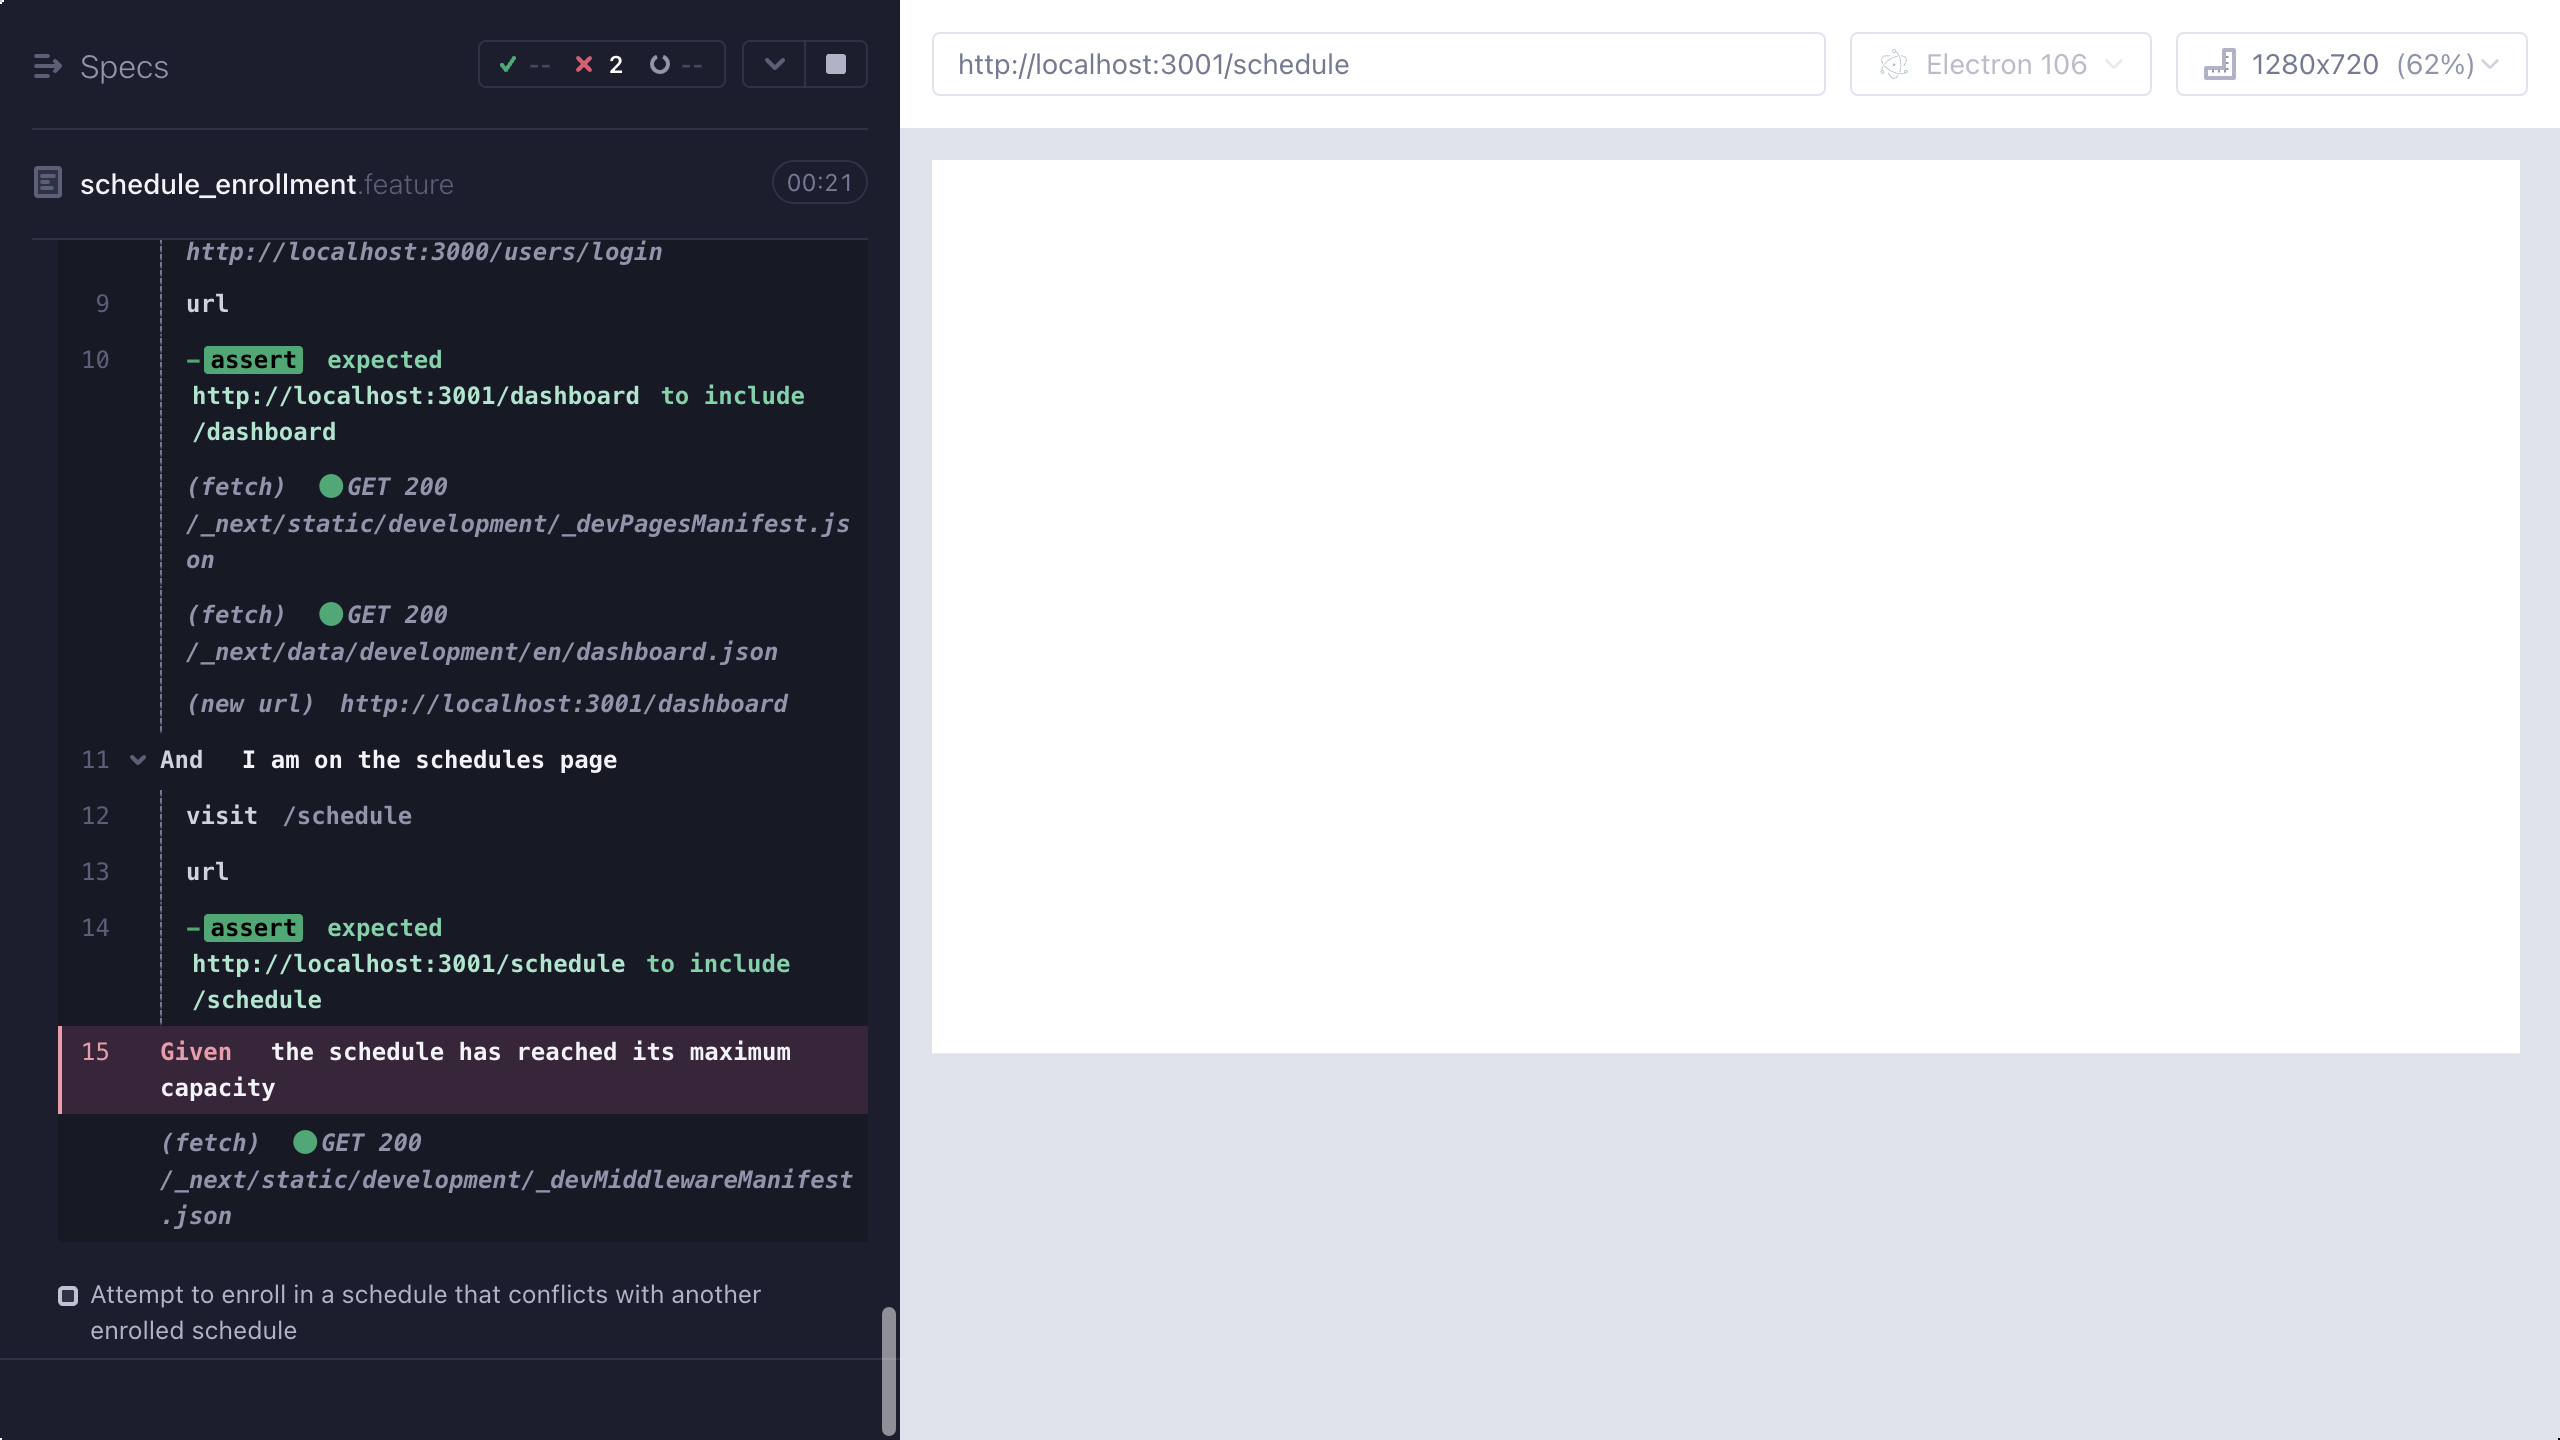 Specs
-- 2 --
schedule_enrollment.feature 00:21
http://localhost:3000/users/login
9 url
10 -assert expected
http://localhost:3001/dashboard to include
/dashboard
(fetch) GET 200
/_next/static/development/_devPagesManifest.js
on
(fetch) GET 200
/_next/data/development/en/dashboard.json
(new url) http://localhost:3001/dashboard
11 And I am on the schedules page
12 visit /schedule
13 url
14 -assert expected
http://localhost:3001/schedule to include
/schedule
15 Given the schedule has reached its maximum
capacity
(fetch) GET 200
/_next/static/development/_devMiddlewareManifest
.json
Attempt to enroll in a schedule that conflicts with another
enrolled schedule
http://localhost:3001/schedule
Electron 106
1280x720 (62%)